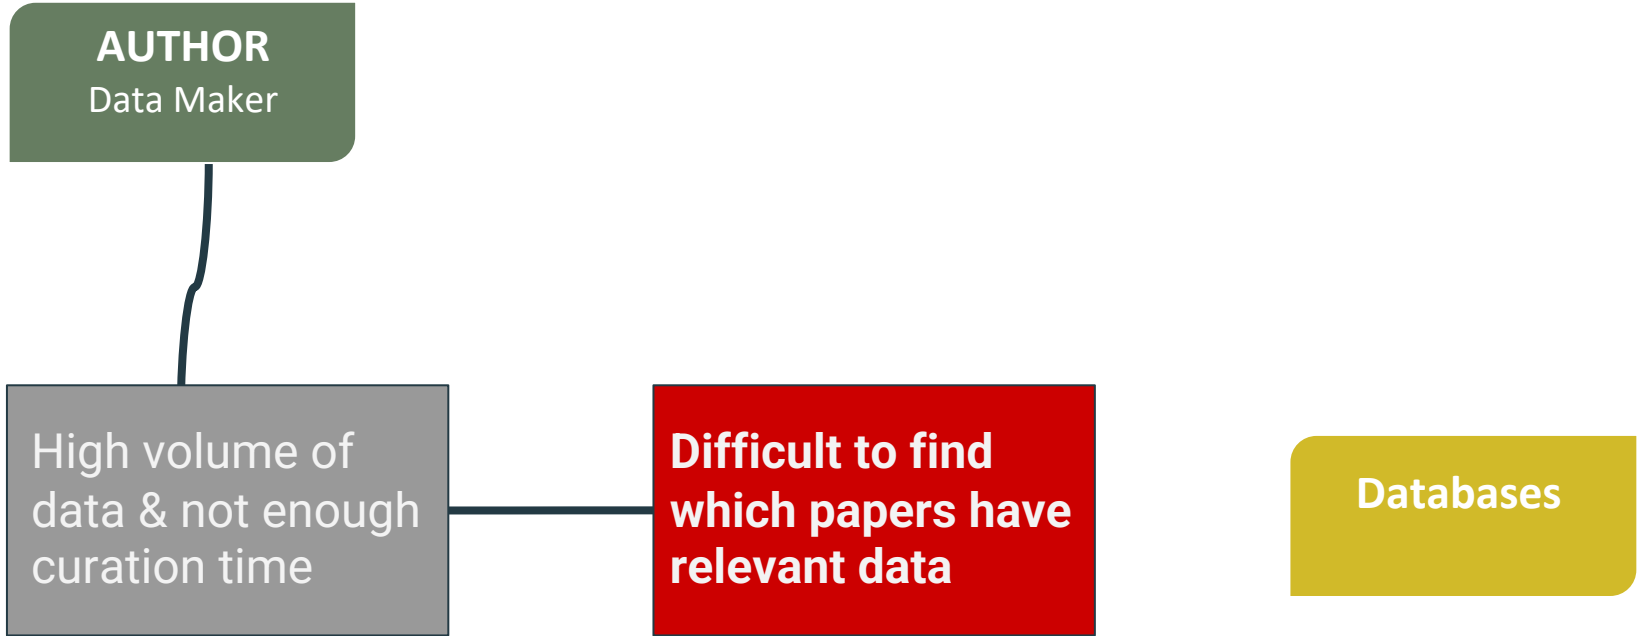 AUTHOR
Data Maker
High volume of
data & not enough
curation time
Difficult to find
which papers have
relevant data
Databases